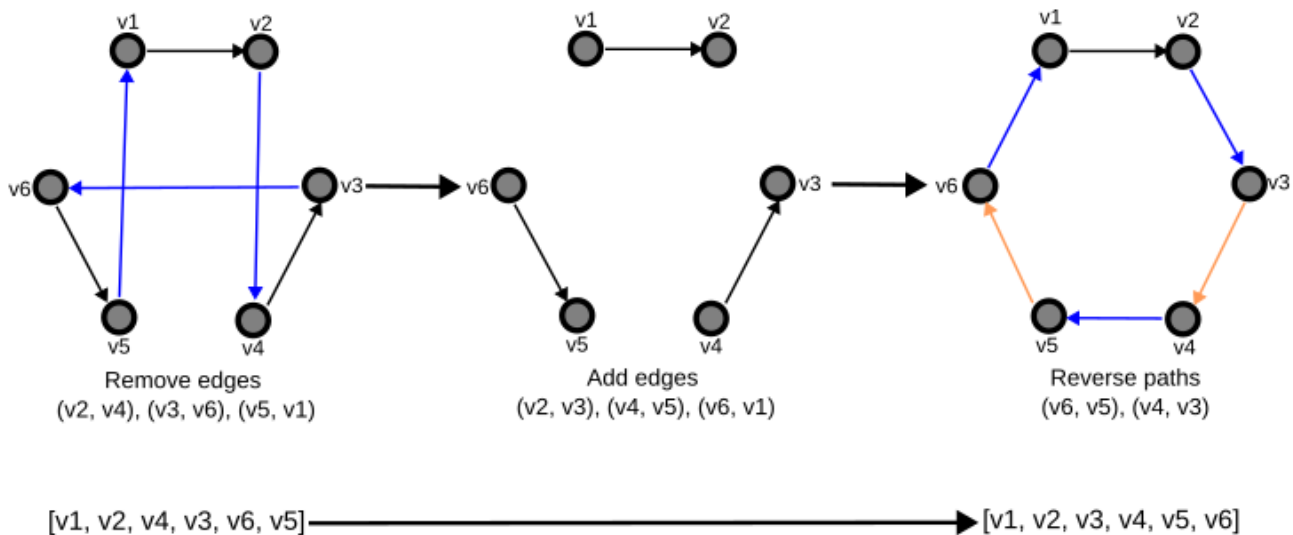 v1
v2
v6
v3
v5
v4
Remove edges
(v2, v4), (v3, v6), (v5, v1)
v1
v2
v6
v3
v5
v4
Add edges
(v2, v3), (v4, v5), (v6, v1)
v1
v2
v6
v3
v5
v4
Reverse paths
(v6, v5), (v4, v3)
[v1, v2, v4, v3, v6, v5]
[v1, v2, v3, v4, v5, v6]